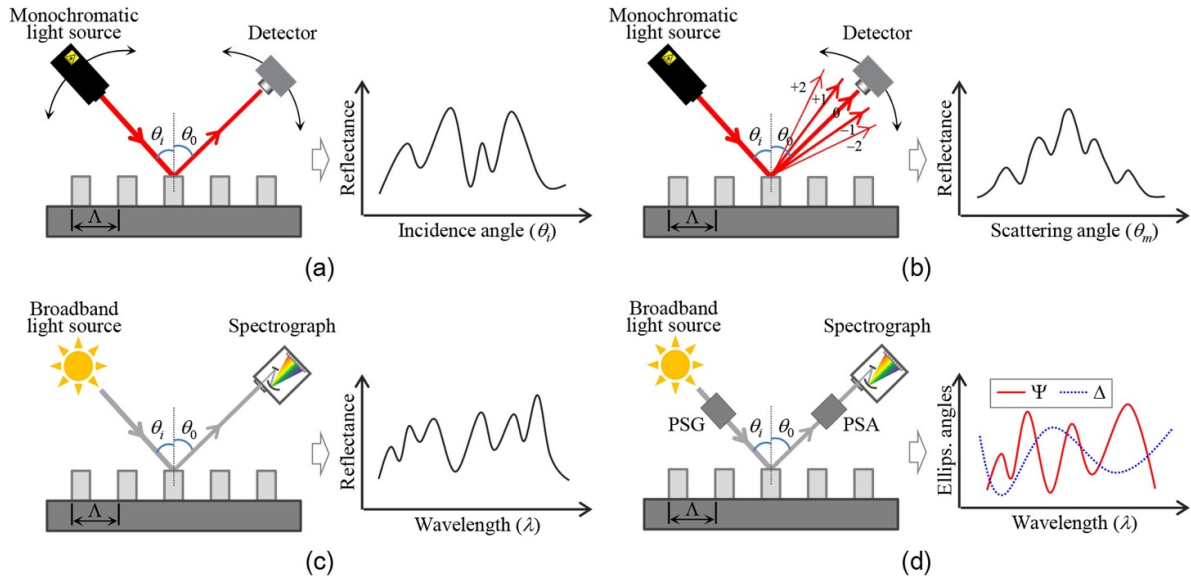 Monochromatic
light source
Detector
θi
θ0
Λ
Reflectance
Incidence angle (θi)
(a)
Monochromatic
light source
Detector
+2
+1
0
−1
−2
θi
θ0
Λ
Reflectance
Scattering angle (θm)
(b)
Broadband
light source
Spectrograph
θi
θ0
Λ
Reflectance
Wavelength (λ)
(c)
Broadband
light source
Spectrograph
PSG
θi
θ0
PSA
Λ
Ellips. angles
Ψ
Δ
Wavelength (λ)
(d)